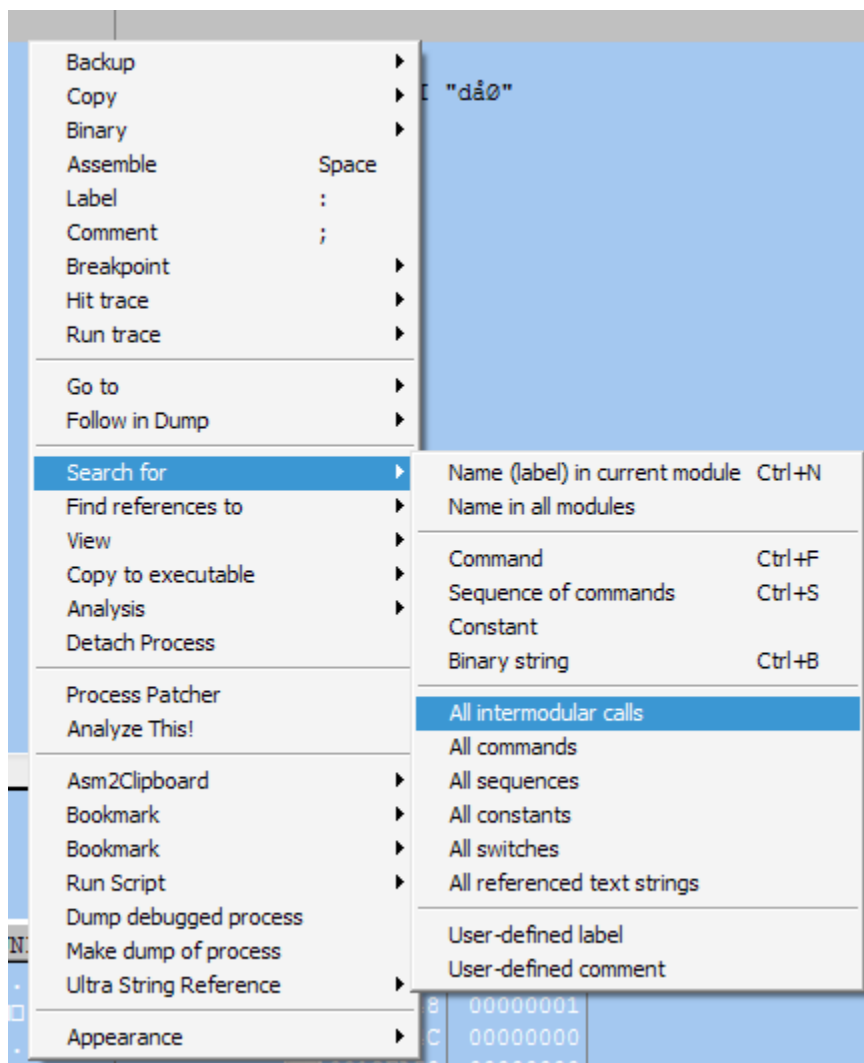 "dåØ"
Backup
Copy
Binary
Assemble Space
Label :
Comment ;
Breakpoint
Hit trace
Run trace
Go to
Follow in Dump
Search for
Find references to
View
Copy to executable
Analysis
Detach Process
Process Patcher
Analyze This!
Asm2Clipboard
Bookmark
Bookmark
Run Script
Dump debugged process
Make dump of process
Ultra String Reference
Appearance
Name (label) in current module Ctrl+N
Name in all modules
Command Ctrl+F
Sequence of commands Ctrl+S
Constant
Binary string Ctrl+B
All intermodular calls
All commands
All sequences
All constants
All switches
All referenced text strings
User-defined label
User-defined comment
8 00000001
C 00000000